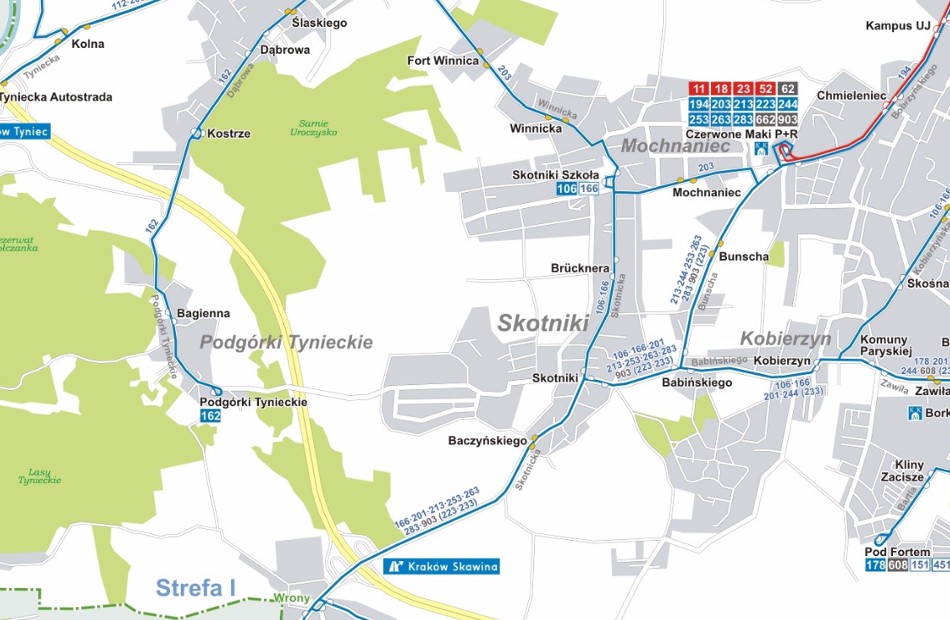 112·203
Śląskiego
Kampus UJ
Kolna
Dąbrowa
Tyniecka
Fort Winnica
162
Dąbrowa
203
194
Bobrzyńskiego
Tyniecka Autostrada
11 18 23 52 62
Chmieleniec
194 203 213 223 244
Winnicka
253 263 283 662 903
Sarnie
Uroczysko
Winnicka
Czerwone Maki P+R
Kostrze
Mochnaniec
Skotniki Szkoła
203
106 166
Mochnaniec
106·166
Kobierzyńska
162
Bunscha
213·244·253·263
283·903 (223)
Brücknera
Bunscha
106·166
Skotnicka
Skośna
Podgórki Tynieckie
Bagienna
Skotniki
Podgórki Tynieckie
Kobierzyn
Komuny
Paryskiej
106·166·201
213·253·263·283
903 (223·233)
Babińskiego
Kobierzyn
178·201
244·608
Skotniki
Babińskiego
106·166
201·244 (233)
Zawiła
Zawiła
Podgórki Tynieckie
162
Baczyńskiego
Skotnicka
Lasy
Tynieckie
Kliny
Zacisze
Bartla
166·201·213·253·263
283·903 (223·233)
Pod Fortem
178 608 151 451
Kraków Skawina
Strefa I
Wrony